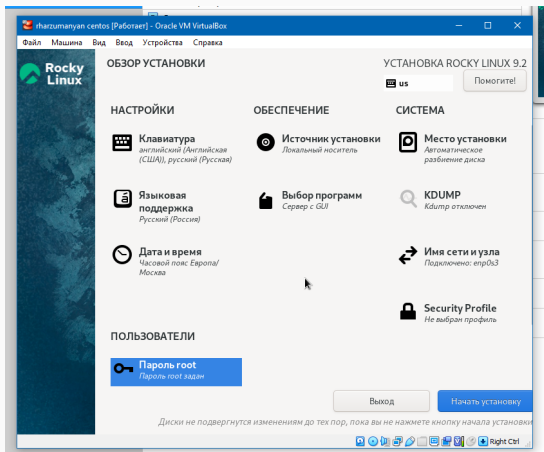 rharzumanyan centos [Работает] - Oracle VM VirtualBox
Файл Машина Вид Ввод Устройства Справка
Rocky
Linux
ОБЗОР УСТАНОВКИ
УСТАНОВКА ROCKY LINUX 9.2
us
Помогите!
НАСТРОЙКИ
ОБЕСПЕЧЕНИЕ
СИСТЕМА
Клавиатура
английский (Английская
(США)), русский (Русская)
Источник установки
Локальный носитель
Место установки
Автоматическое
разбиение диска
Языковая
поддержка
Русский (Россия)
Выбор программ
Сервер с GUI
KDUMP
Kdump отключен
Дата и время
Часовой пояс Европа/
Москва
Имя сети и узла
Подключено: enp0s3
Security Profile
Не выбран профиль
ПОЛЬЗОВАТЕЛИ
Пароль root
Пароль root задан
Выход
Начать установку
Диски не подвергнутся изменениям до тех пор, пока вы не нажмете кнопку начала установки
Right Ctrl